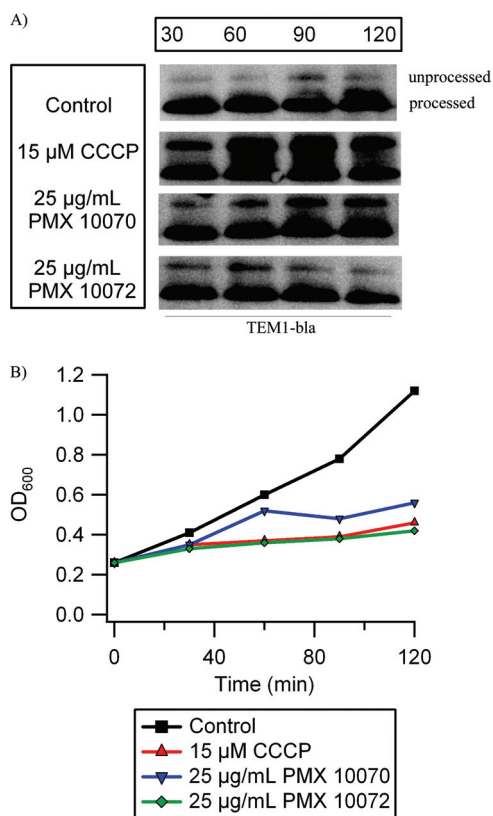 A)
30 60 90 120
Control
unprocessed
processed
15 µM CCCP
25 µg/mL
PMX 10070
25 µg/mL
PMX 10072
TEM1-bla
B)
1.2
1.0
0.8
0.6
0.4
0.2
0.0
OD600
0 40 80 120
Time (min)
Control
15 µM CCCP
25 µg/mL PMX 10070
25 µg/mL PMX 10072